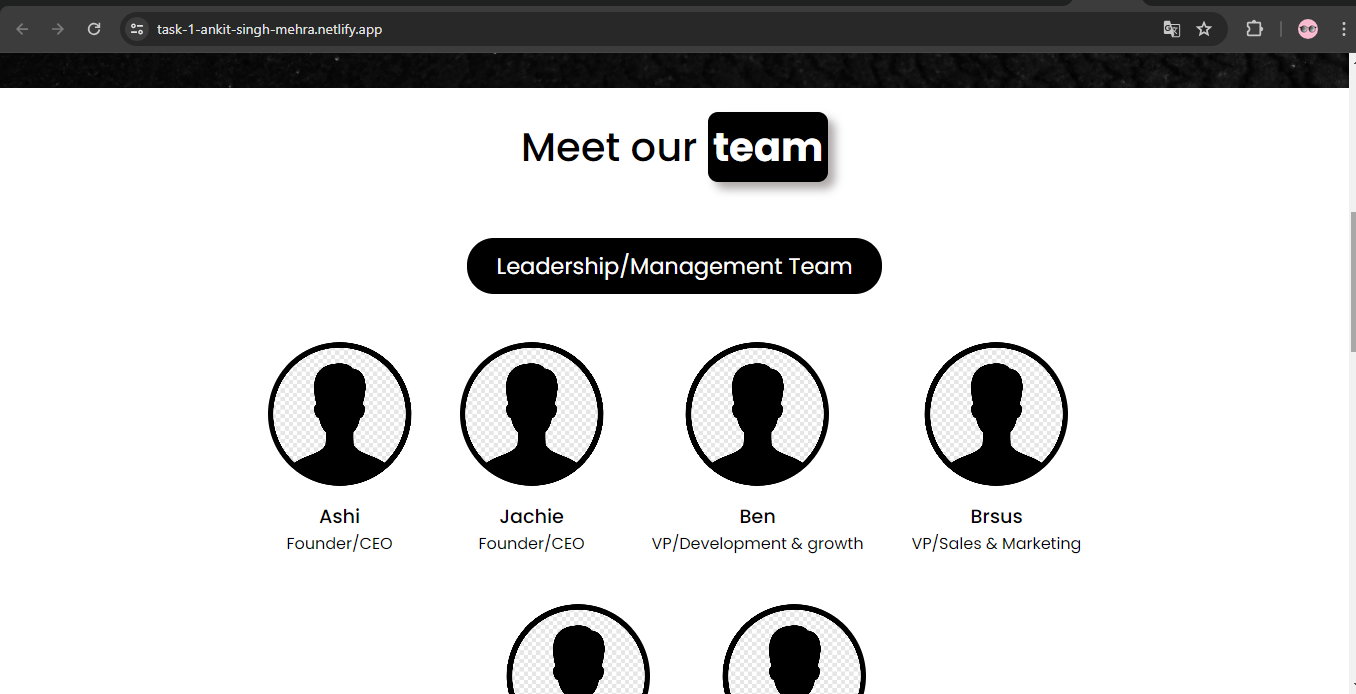 task-1-ankit-singh-mehra.netlify.app
Meet our team
Leadership/Management Team
Ashi
Founder/CEO
Jachie
Founder/CEO
Ben
VP/Development & growth
Brsus
VP/Sales & Marketing